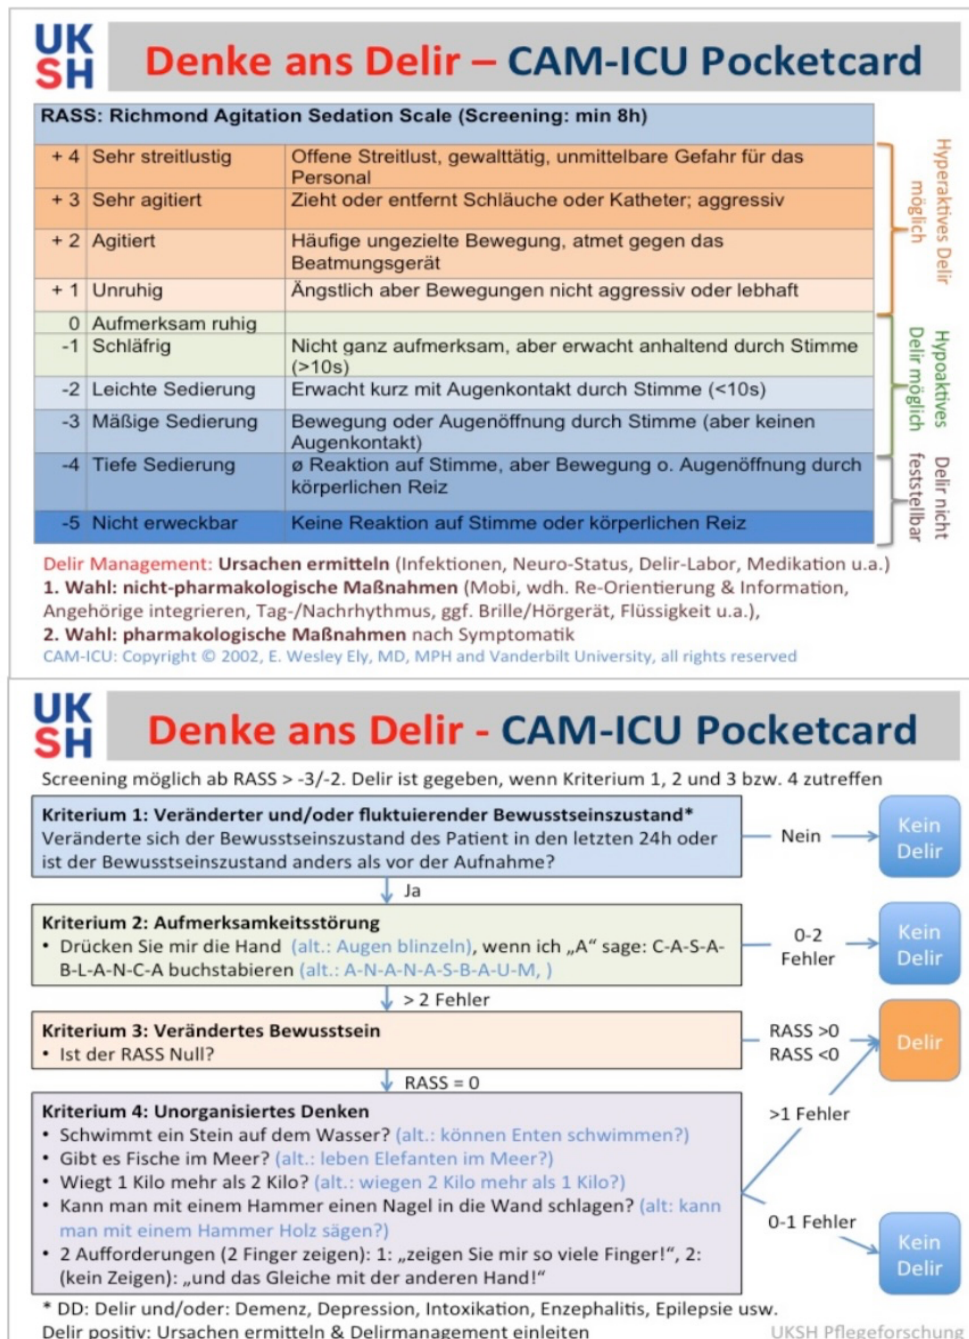 UK
SH
Denke ans Delir – CAM-ICU Pocketcard
RASS: Richmond Agitation Sedation Scale (Screening: min 8h)
+ 4 Sehr streitlustig Offene Streitlust, gewalttätig, unmittelbare Gefahr für das
Personal
+ 3 Sehr agitiert Zieht oder entfernt Schläuche oder Katheter; aggressiv
+ 2 Agitiert Häufige ungezielte Bewegung, atmet gegen das
Beatmungsgerät
+ 1 Unruhig Ängstlich aber Bewegungen nicht aggressiv oder lebhaft
0 Aufmerksam ruhig
-1 Schläfrig Nicht ganz aufmerksam, aber erwacht anhaltend durch Stimme
(>10s)
-2 Leichte Sedierung Erwacht kurz mit Augenkontakt durch Stimme (<10s)
-3 Mäßige Sedierung Bewegung oder Augenöffnung durch Stimme (aber keinen
Augenkontakt)
-4 Tiefe Sedierung ø Reaktion auf Stimme, aber Bewegung o. Augenöffnung durch
körperlichen Reiz
-5 Nicht erweckbar Keine Reaktion auf Stimme oder körperlichen Reiz
Hyperaktives Delir
möglich
Hypoaktives
Delir möglich
Delir nicht
feststellbar
Delir Management: Ursachen ermitteln (Infektionen, Neuro-Status, Delir-Labor, Medikation u.a.)
1. Wahl: nicht-pharmakologische Maßnahmen (Mobi, wdh. Re-Orientierung & Information,
Angehörige integrieren, Tag-/Nachrhythmus, ggf. Brille/Hörgerät, Flüssigkeit u.a.),
2. Wahl: pharmakologische Maßnahmen nach Symptomatik
CAM-ICU: Copyright © 2002, E. Wesley Ely, MD, MPH and Vanderbilt University, all rights reserved
UK
SH
Denke ans Delir - CAM-ICU Pocketcard
Screening möglich ab RASS > -3/-2. Delir ist gegeben, wenn Kriterium 1, 2 und 3 bzw. 4 zutreffen
Kriterium 1: Veränderter und/oder fluktuierender Bewusstseinszustand*
Veränderte sich der Bewusstseinszustand des Patient in den letzten 24h oder
ist der Bewusstseinszustand anders als vor der Aufnahme?
Nein
Kein
Delir
Ja
Kriterium 2: Aufmerksamkeitsstörung
• Drücken Sie mir die Hand (alt.: Augen blinzeln), wenn ich „A“ sage: C-A-S-A-
B-L-A-N-C-A buchstabieren (alt.: A-N-A-N-A-S-B-A-U-M, )
0-2
Fehler
Kein
Delir
> 2 Fehler
Kriterium 3: Verändertes Bewusstsein
• Ist der RASS Null?
RASS >0
RASS <0
Delir
RASS = 0
Kriterium 4: Unorganisiertes Denken
• Schwimmt ein Stein auf dem Wasser? (alt.: können Enten schwimmen?)
• Gibt es Fische im Meer? (alt.: leben Elefanten im Meer?)
• Wiegt 1 Kilo mehr als 2 Kilo? (alt.: wiegen 2 Kilo mehr als 1 Kilo?)
• Kann man mit einem Hammer einen Nagel in die Wand schlagen? (alt: kann
man mit einem Hammer Holz sägen?)
• 2 Aufforderungen (2 Finger zeigen): 1: „zeigen Sie mir so viele Finger!“, 2:
(kein Zeigen): „und das Gleiche mit der anderen Hand!“
>1 Fehler
0-1 Fehler
Kein
Delir
* DD: Delir und/oder: Demenz, Depression, Intoxikation, Enzephalitis, Epilepsie usw.
Delir positiv: Ursachen ermitteln & Delirmanagement einleiten
UKSH Pflegeforschung